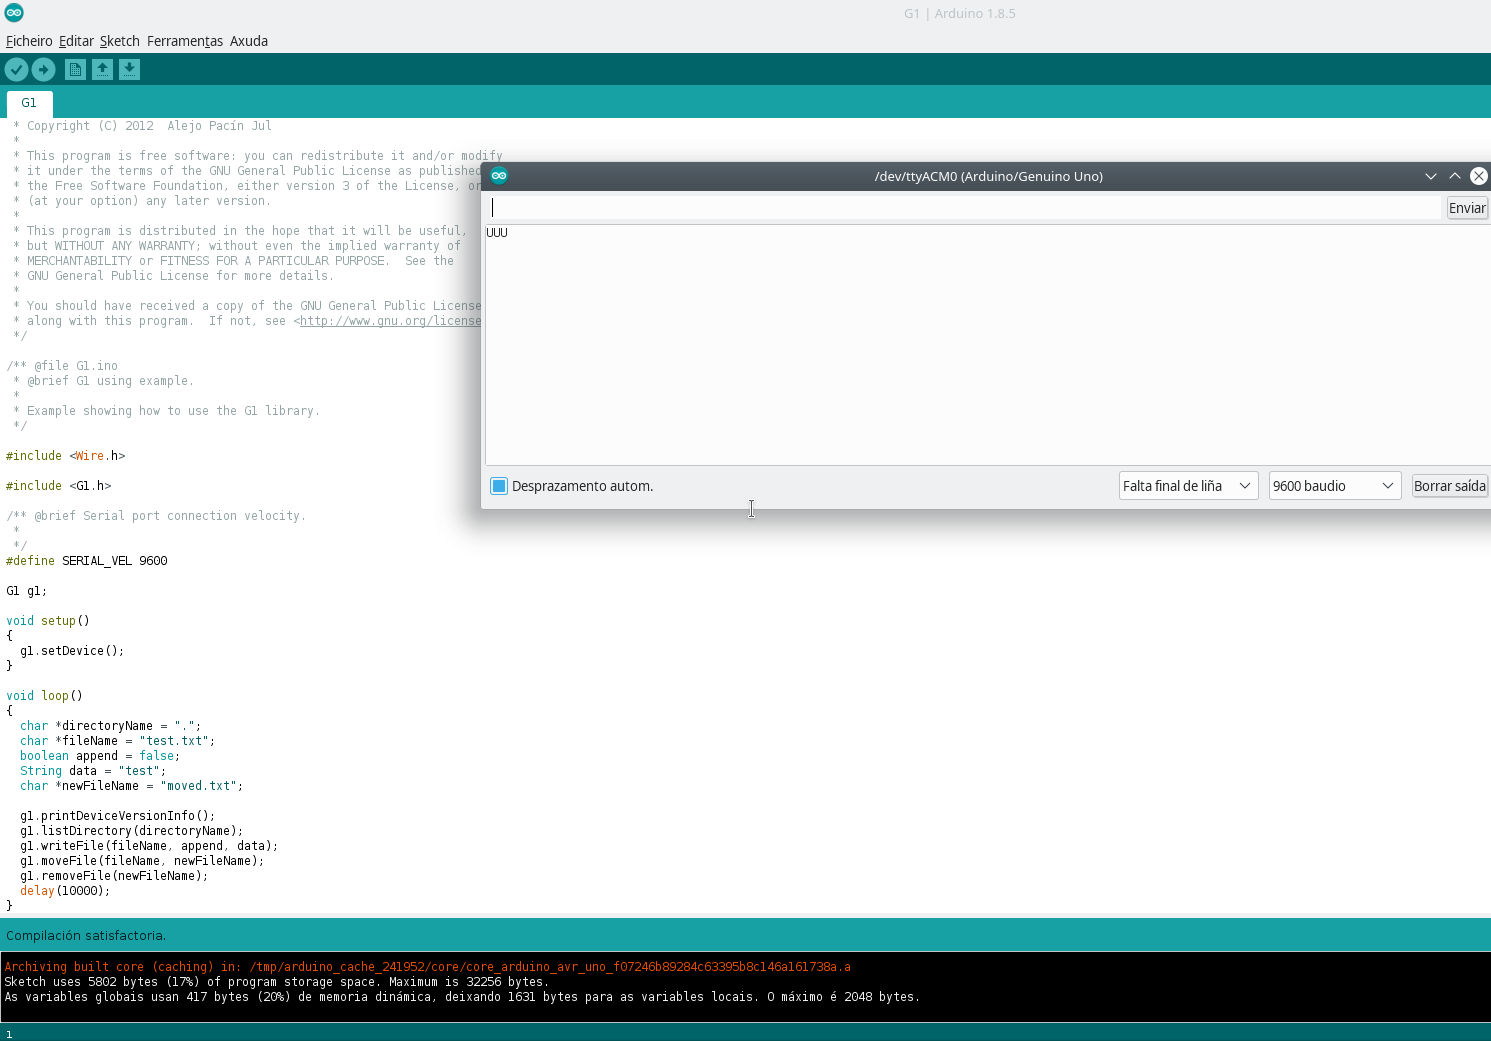 G1 | Arduino 1.8.5
Ficheiro Editar Sketch Ferramentas Axuda
G1
 * Copyright (C) 2012  Alejo Pacín Jul
 *
 * This program is free software: you can redistribute it and/or modify
 * it under the terms of the GNU General Public License as published
 * the Free Software Foundation, either version 3 of the License, or
 * (at your option) any later version.
 *
 * This program is distributed in the hope that it will be useful,
 * but WITHOUT ANY WARRANTY; without even the implied warranty of
 * MERCHANTABILITY or FITNESS FOR A PARTICULAR PURPOSE.  See the
 * GNU General Public License for more details.
 *
 * You should have received a copy of the GNU General Public License
 * along with this program.  If not, see <http://www.gnu.org/license
 */
/** @file G1.ino
 * @brief G1 using example.
 *
 * Example showing how to use the G1 library.
 */
#include <Wire.h>
#include <G1.h>
/** @brief Serial port connection velocity.
 *
 */
#define SERIAL_VEL 9600
G1 g1;
void setup()
{
  g1.setDevice();
}
void loop()
{
  char *directoryName = ".";
  char *fileName = "test.txt";
  boolean append = false;
  String data = "test";
  char *newFileName = "moved.txt";
  g1.printDeviceVersionInfo();
  g1.listDirectory(directoryName);
  g1.writeFile(fileName, append, data);
  g1.moveFile(fileName, newFileName);
  g1.removeFile(newFileName);
  delay(10000);
}
/dev/ttyACM0 (Arduino/Genuino Uno)
Enviar
UUU
Desprazamento autom.
Falta final de liña
9600 baudio
Borrar saída
Compilación satisfactoria.
Archiving built core (caching) in: /tmp/arduino_cache_241952/core/core_arduino_avr_uno_f07246b89284c63395b8c146a161738a.a
Sketch uses 5802 bytes (17%) of program storage space. Maximum is 32256 bytes.
As variables globais usan 417 bytes (20%) de memoria dinámica, deixando 1631 bytes para as variables locais. O máximo é 2048 bytes.
1